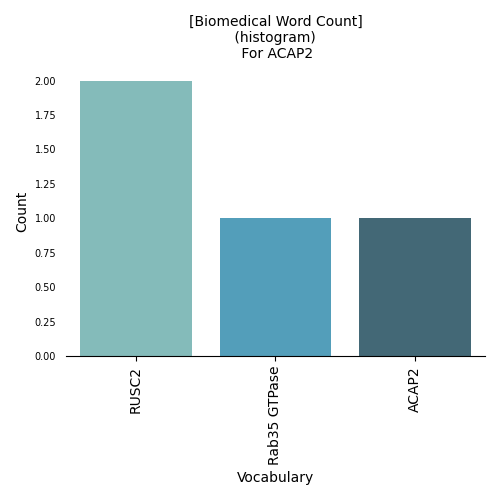 [Biomedical Word Count]
(histogram)
For ACAP2
Count
2.00
1.75
1.50
1.25
1.00
0.75
0.50
0.25
0.00
RUSC2
Rab35 GTPase
ACAP2
Vocabulary